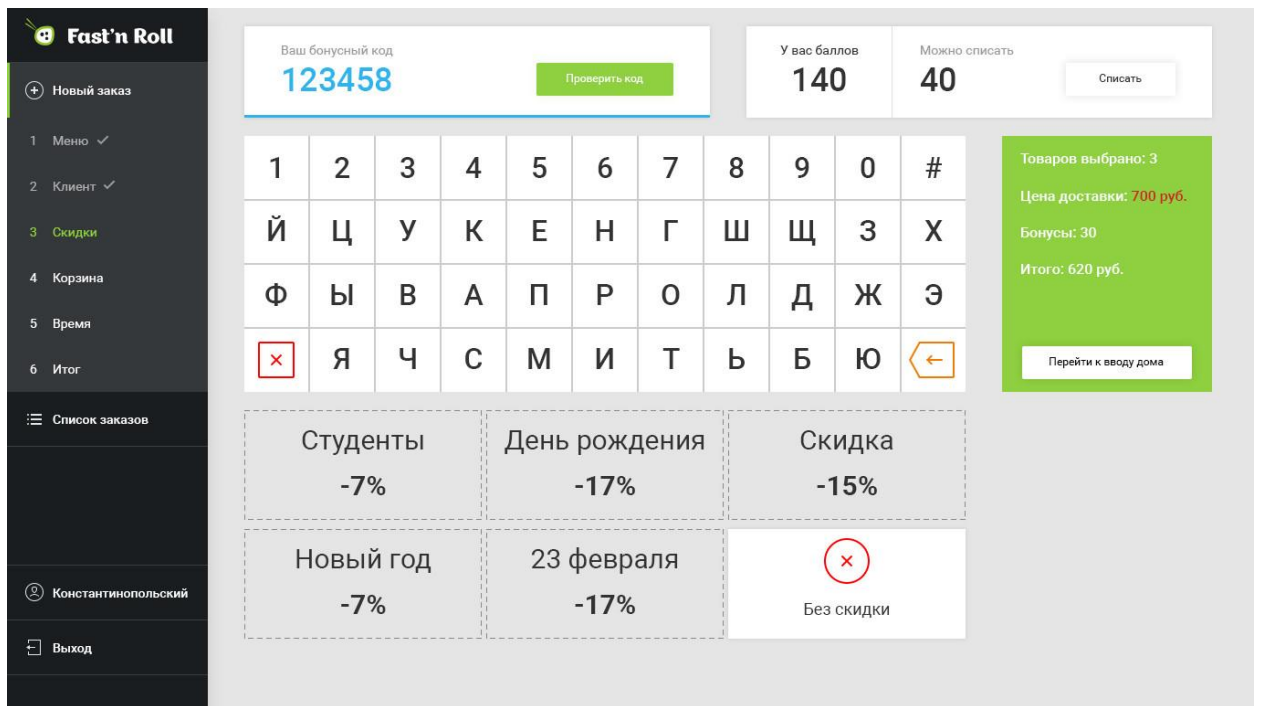 Fast'n Roll
Новый заказ
1 Меню
2 Клиент
3 Скидки
4 Корзина
5 Время
6 Итог
Список заказов
Константинопольский
Выход
Ваш бонусный код
123458
Проверить код
У вас баллов
140
Можно списать
40
Списать
1 2 3 4 5 6 7 8 9 0 #
Й Ц У К Е Н Г Ш Щ З Х
Ф Ы В А П Р О Л Д Ж Э
Я Ч С М И Т Ь Б Ю
Товаров выбрано: 3
Цена доставки: 700 руб.
Бонусы: 30
Итого: 620 руб.
Перейти к вводу дома
Студенты
-7%
День рождения
-17%
Скидка
-15%
Новый год
-7%
23 февраля
-17%
Без скидки